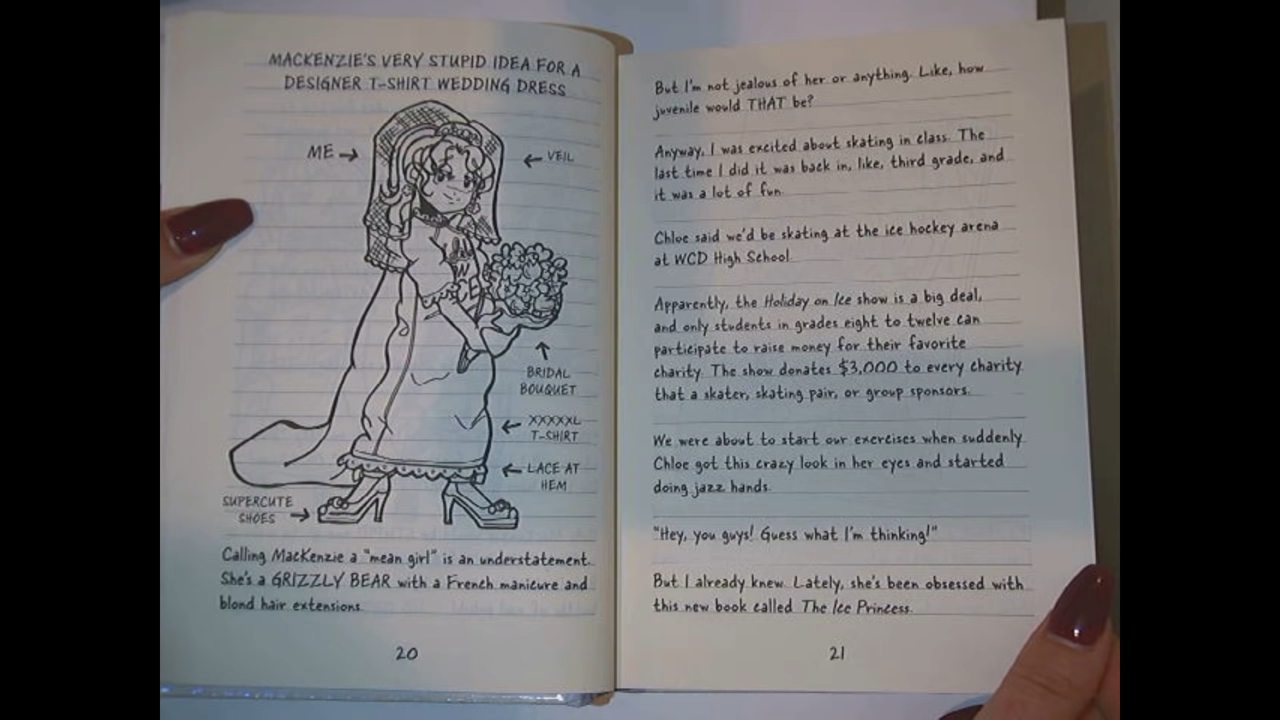 MACKENZIE'S VERY STUPID IDEA FOR A
DESIGNER T-SHIRT WEDDING DRESS
ME
VEIL
BRIDAL
BOUQUET
XXXXXL
T-SHIRT
LACE AT
HEM
SUPERCUTE
SHOES
Calling MacKenzie a "mean girl" is an understatement.
She's a GRIZZLY BEAR with a French manicure and
blond hair extensions.
20
But I'm not jealous of her or anything. Like, how
juvenile would THAT be?
Anyway, I was excited about skating in class. The
last time I did it was back in, like, third grade, and
it was a lot of fun.
Chloe said we'd be skating at the ice hockey arena
at WCD High School.
Apparently, the Holiday on Ice show is a big deal,
and only students in grades eight to twelve can
participate to raise money for their favorite
charity. The show donates $3,000 to every charity
that a skater, skating pair, or group sponsors.
We were about to start our exercises when suddenly
Chloe got this crazy look in her eyes and started
doing jazz hands.
"Hey, you guys! Guess what I'm thinking!"
But I already knew. Lately, she's been obsessed with
this new book called The Ice Princess.
21